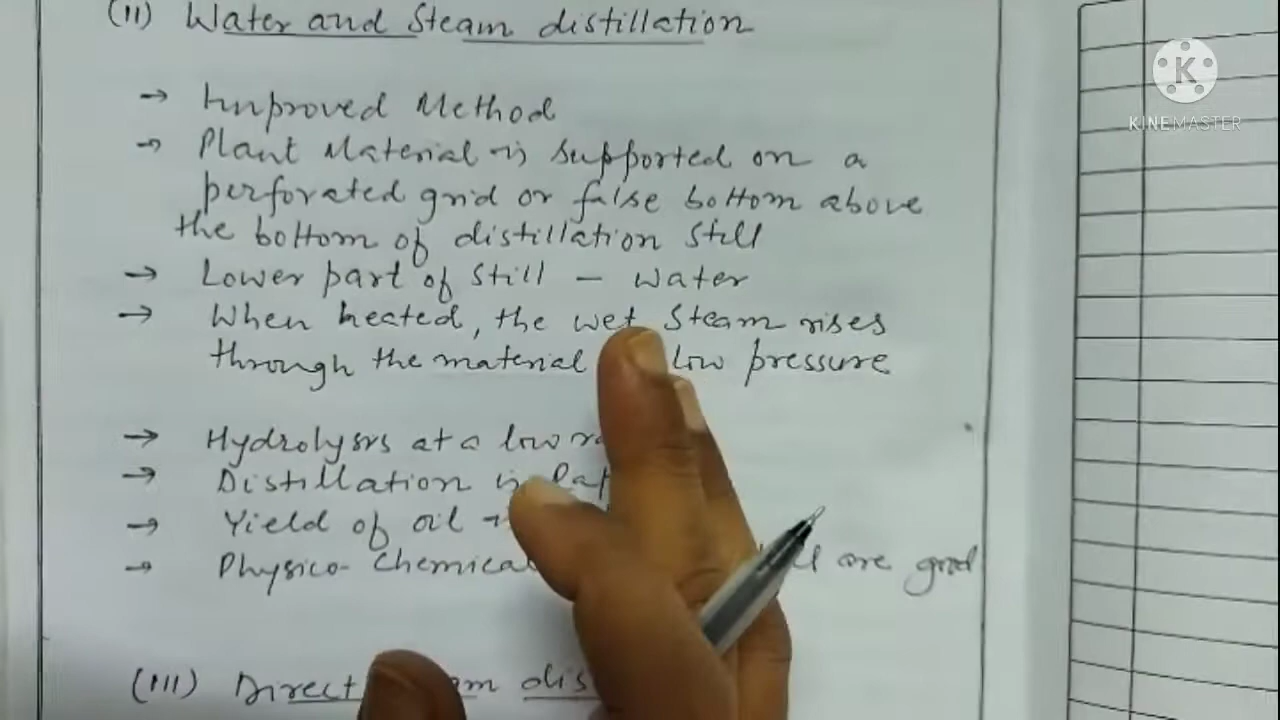 (II) Water and Steam distillation
K
KINEMASTER
→ Improved Method
→ Plant Material is supported on a
perforated grid or false bottom above
the bottom of distillation still
→ Lower part of still – water
→ When heated, the wet steam rises
through the material low pressure
→ Hydrolysis at a low
→ Distillation is
→ Yield of oil
→ Physico-Chemical are good
(III) Direct